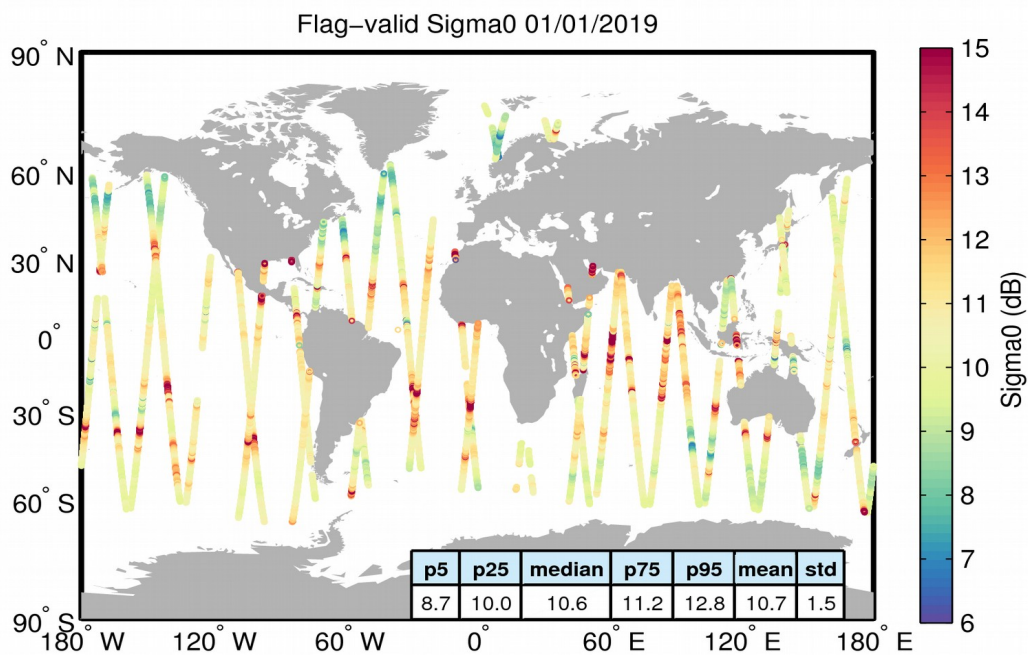 Flag-valid Sigma0 01/01/2019
90° N
60° N
30° N
0°
30° S
60° S
90° S
180° W
120° W
60° W
0°
60° E
120° E
180° E
p5 p25 median p75 p95 mean std
8.7 10.0 10.6 11.2 12.8 10.7 1.5
15
14
13
12
11
10
9
8
7
6
Sigma0 (dB)